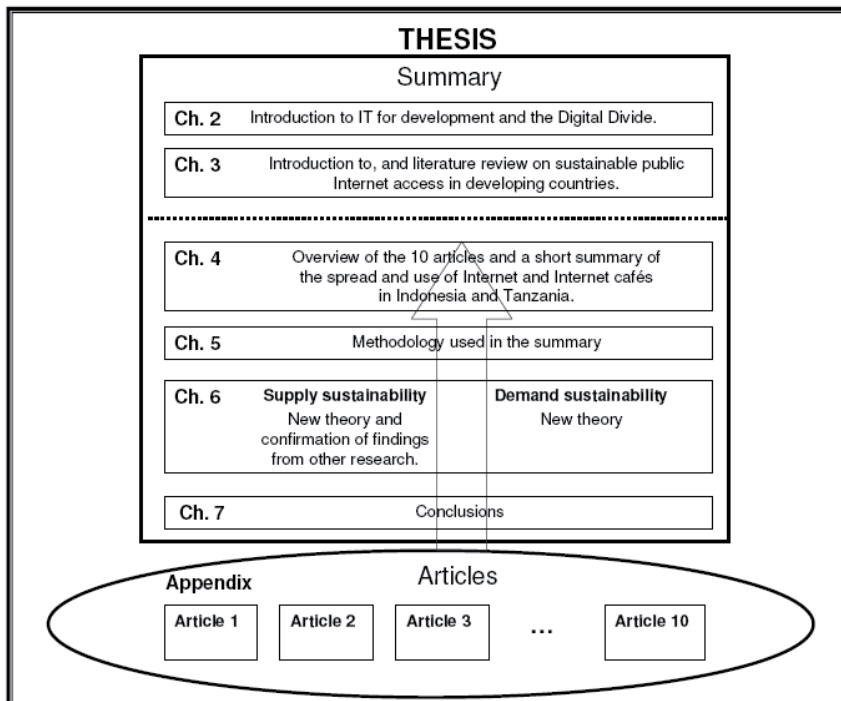 THESIS
Summary
Ch. 2 Introduction to IT for development and the Digital Divide.
Ch. 3 Introduction to, and literature review on sustainable public
Internet access in developing countries.
Ch. 4 Overview of the 10 articles and a short summary of
the spread and use of Internet and Internet cafés
in Indonesia and Tanzania.
Ch. 5 Methodology used in the summary
Ch. 6 Supply sustainability Demand sustainability
New theory and New theory
confirmation of findings
from other research.
Ch. 7 Conclusions
Articles
Appendix
Article 1 Article 2 Article 3 ... Article 10